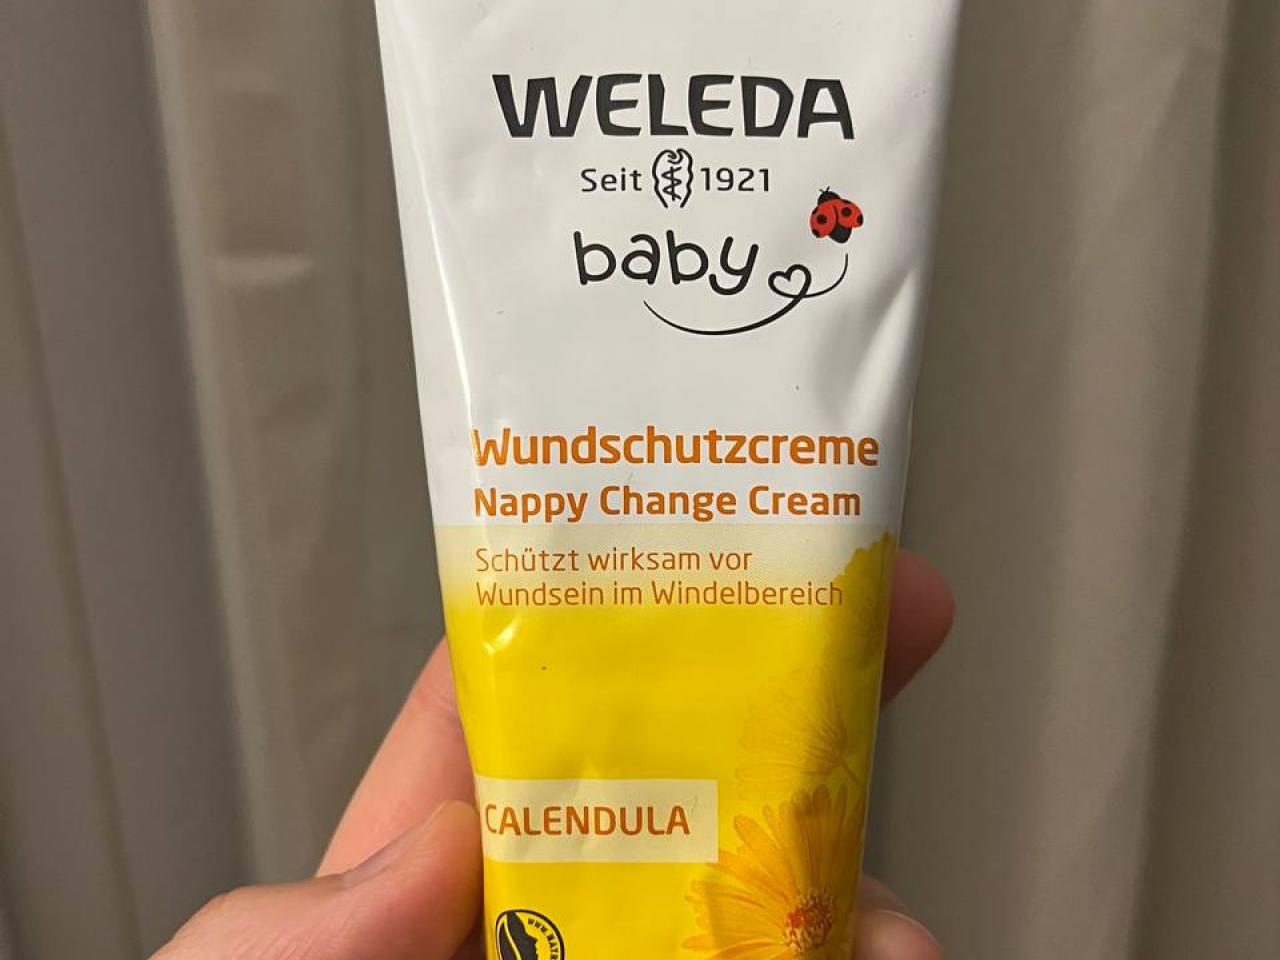 WELEDA
Seit 1921
baby
Wundschutzcreme
Nappy Change Cream
Schützt wirksam vor
Wundsein im Windelbereich
CALENDULA